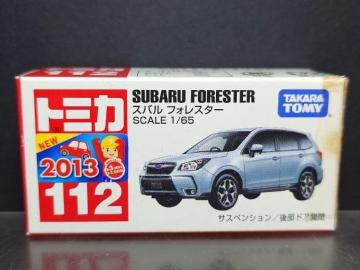 トミカ
NEW
2013
112
SUBARU FORESTER
スバル フォレスター
SCALE 1/65
TAKARA
TOMY
サスペンション/後部ドア開閉